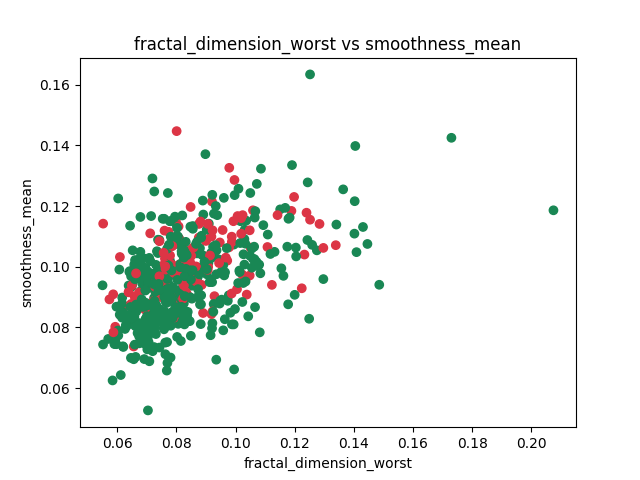 fractal_dimension_worst vs smoothness_mean
0.16
0.14
0.12
0.10
0.08
0.06
smoothness_mean
0.06 0.08 0.10 0.12 0.14 0.16 0.18 0.20
fractal_dimension_worst